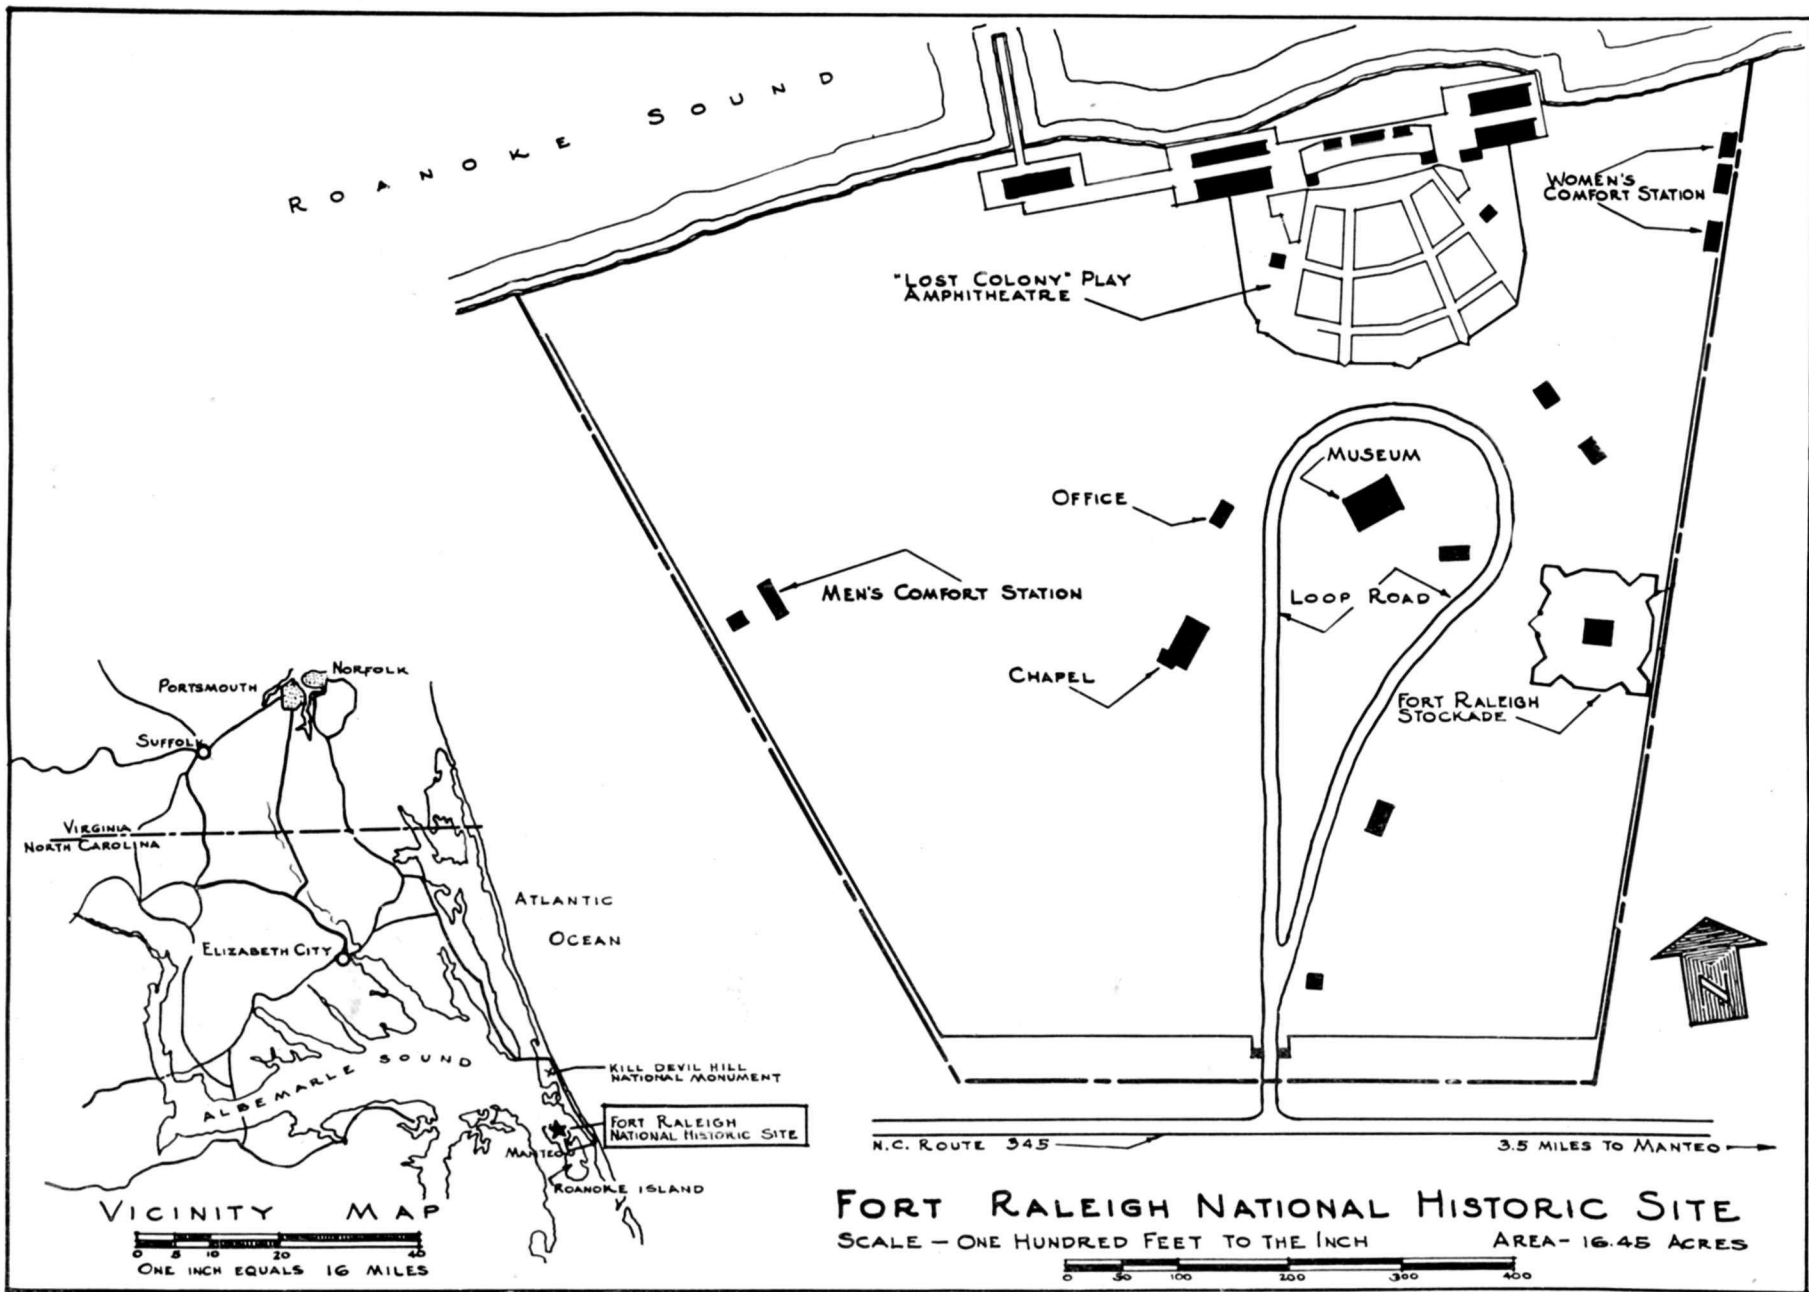 ROANOKE SOUND
WOMEN'S
COMFORT STATION
"LOST COLONY" PLAY
AMPHITHEATRE
MUSEUM
OFFICE
MEN'S COMFORT STATION
LOOP ROAD
CHAPEL
FORT RALEIGH
STOCKADE
N
NORFOLK
PORTSMOUTH
SUFFOLK
VIRGINIA
NORTH CAROLINA
ATLANTIC
OCEAN
ELIZABETH CITY
ALBEMARLE SOUND
KILL DEVIL HILL
NATIONAL MONUMENT
FORT RALEIGH
NATIONAL HISTORIC SITE
MANTEO
ROANOKE ISLAND
VICINITY MAP
0 5 10 20 40
ONE INCH EQUALS 16 MILES
N.C. ROUTE 345
3.5 MILES TO MANTEO
FORT RALEIGH NATIONAL HISTORIC SITE
SCALE - ONE HUNDRED FEET TO THE INCH
AREA - 16.45 ACRES
0 50 100 200 300 400